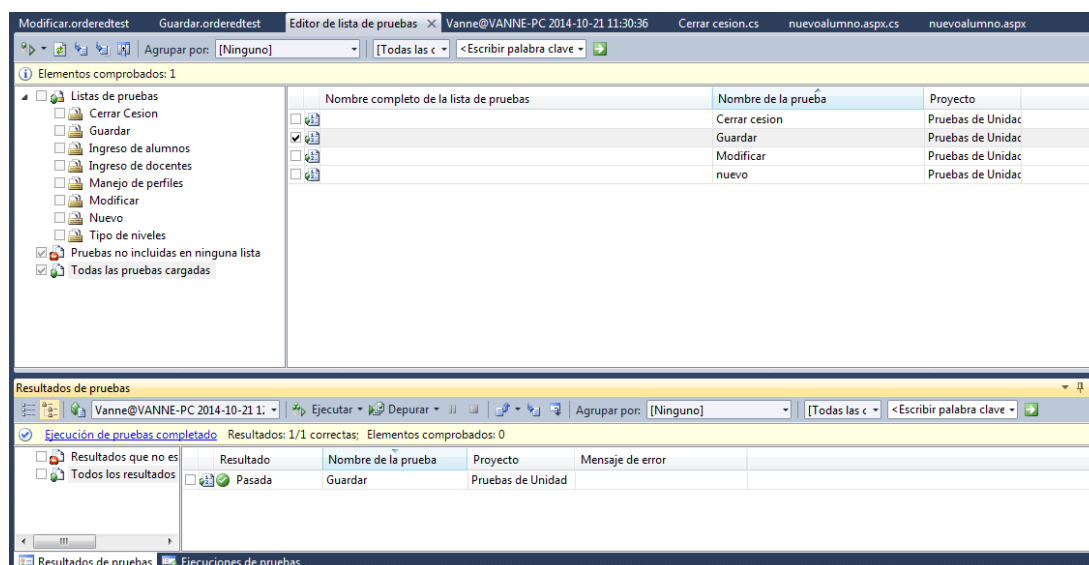 Modificar.orderedtest Guardar.orderedtest Editor de lista de pruebas Vanne@VANNE-PC 2014-10-21 11:30:36 Cerrar cesion.cs nuevoalumno.aspx.cs nuevoalumno.aspx
Agrupar por: [Ninguno] [Todas las c <Escribir palabra clave
Elementos comprobados: 1
Listas de pruebas
Cerrar Cesion
Guardar
Ingreso de alumnos
Ingreso de docentes
Manejo de perfiles
Modificar
Nuevo
Tipo de niveles
Pruebas no incluidas en ninguna lista
Todas las pruebas cargadas
Nombre completo de la lista de pruebas Nombre de la prueba Proyecto
Cerrar cesion Pruebas de Unidad
Guardar Pruebas de Unidad
Modificar Pruebas de Unidad
nuevo Pruebas de Unidad
Resultados de pruebas
Vanne@VANNE-PC 2014-10-21 1: Ejecutar Depurar Agrupar por: [Ninguno] [Todas las c <Escribir palabra clave
Ejecución de pruebas completado Resultados: 1/1 correctas; Elementos comprobados: 0
Resultados que no es
Todos los resultados
Resultado Nombre de la prueba Proyecto Mensaje de error
Pasada Guardar Pruebas de Unidad
Resultados de pruebas Ejecuciones de pruebas